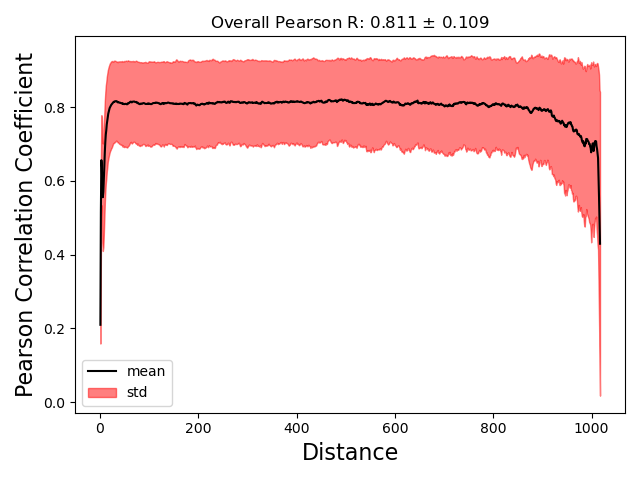 Overall Pearson R: 0.811 ± 0.109
Pearson Correlation Coefficient
0.8
0.6
0.4
0.2
0.0
mean
std
0 200 400 600 800 1000
Distance